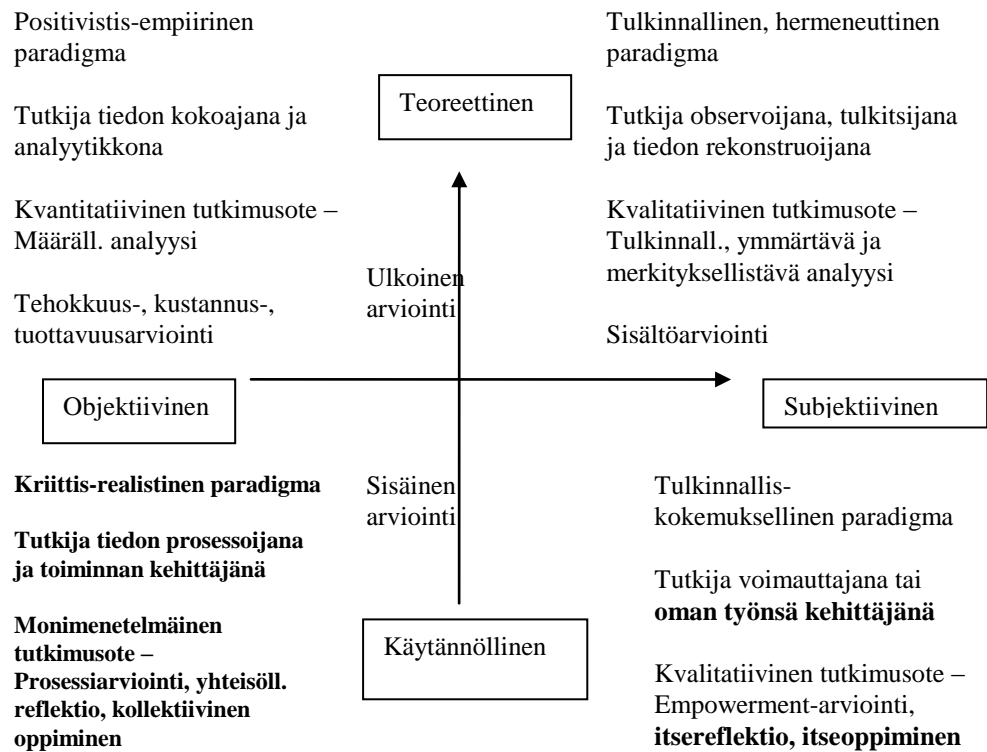 Positivistis-empiirinen
paradigma
Tutkija tiedon kokoajana ja
analyytikkona
Kvantitatiivinen tutkimusote –
Määräll. analyysi
Tehokkuus-, kustannus-,
tuottavuusarviointi
Teoreettinen
Ulkoinen
arviointi
Tulkinnallinen, hermeneuttinen
paradigma
Tutkija observoijana, tulkitsijana
ja tiedon rekonstruoijana
Kvalitatiivinen tutkimusote –
Tulkinnall., ymmärtävä ja
merkityksellistävä analyysi
Sisältöarviointi
Objektiivinen
Subjektiivinen
Kriittis-realistinen paradigma
Tutkija tiedon prosessoijana
ja toiminnan kehittäjänä
Monimenetelmäinen
tutkimusote –
Prosessiarviointi, yhteisöll.
reflektio, kollektiivinen
oppiminen
Sisäinen
arviointi
Käytännöllinen
Tulkinnallis-
kokemuksellinen paradigma
Tutkija voimauttajana tai
oman työnsä kehittäjänä
Kvalitatiivinen tutkimusote –
Empowerment-arviointi,
itsereflektio, itseoppiminen